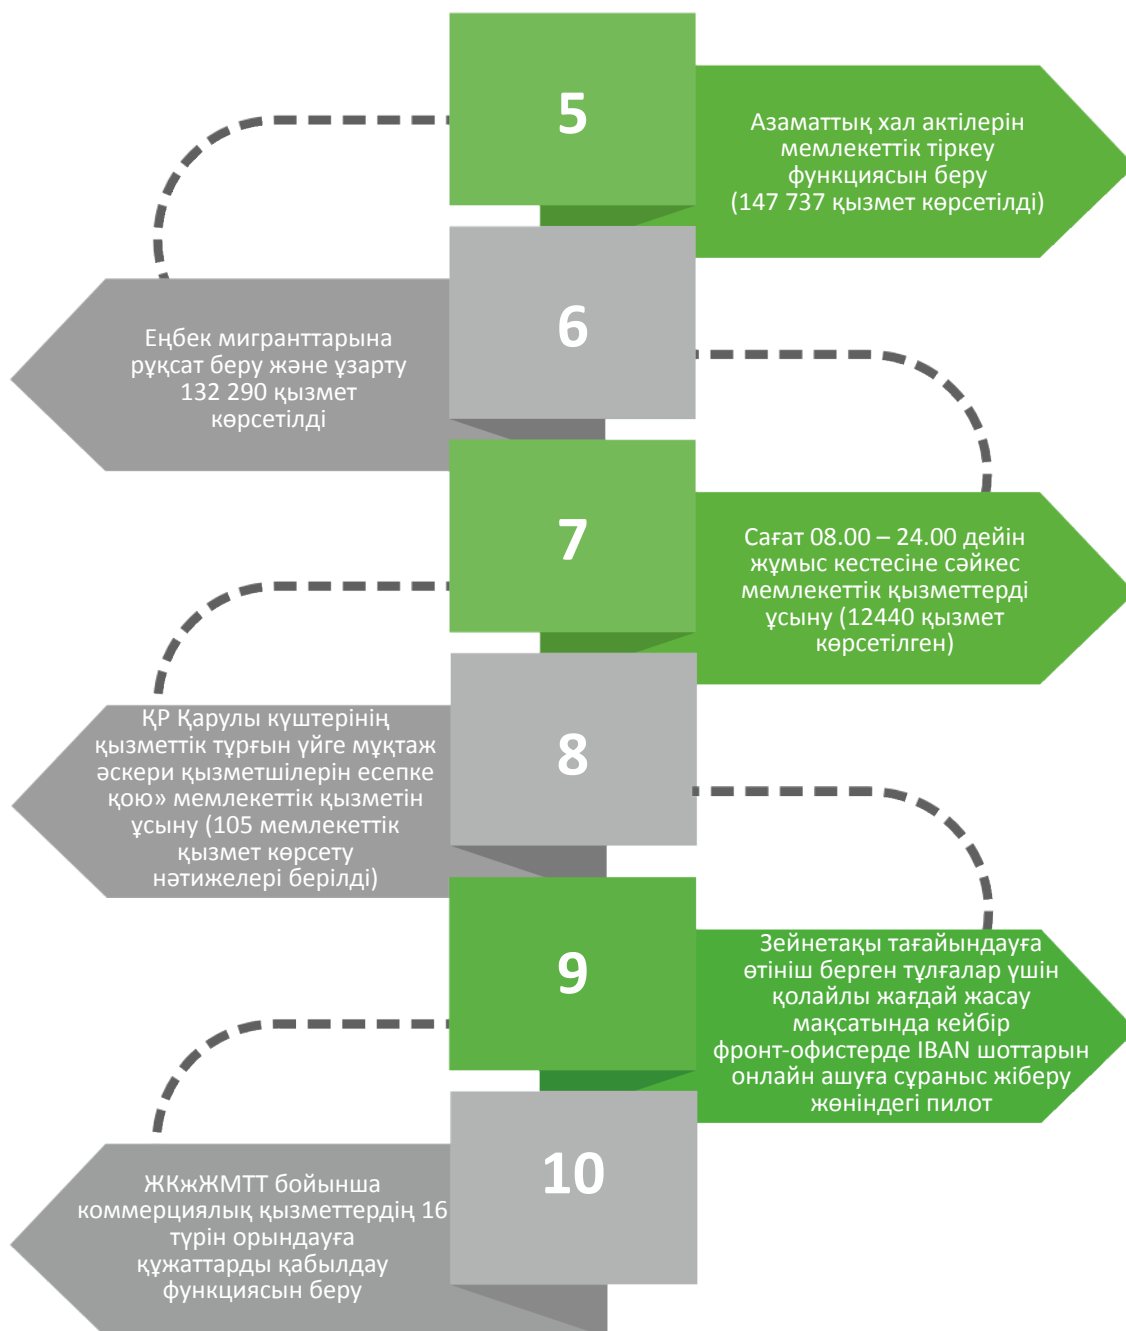 5
Азаматтық хал актілерін
мемлекеттік тіркеу
функциясын беру
(147 737 қызмет көрсетілді)
6
Еңбек мигранттарына
рұқсат беру және ұзарту
132 290 қызмет
көрсетілді
7
Сағат 08.00 – 24.00 дейін
жұмыс кестесіне сәйкес
мемлекеттік қызметтерді
ұсыну (12440 қызмет
көрсетілген)
8
ҚР Қарулы күштерінің
қызметтік тұрғын үйге мұқтаж
әскери қызметшілерін есепке
қою» мемлекеттік қызметін
ұсыну (105 мемлекеттік
қызмет көрсету
нәтижелері берілді)
9
Зейнетақы тағайындауға
өтініш берген тұлғалар үшін
қолайлы жағдай жасау
мақсатында кейбір
фронт-офистерде IBAN шоттарын
онлайн ашуға сұраныс жіберу
жөніндегі пилот
10
ЖКжЖМТТ бойынша
коммерциялық қызметтердің 16
түрін орындауға
құжаттарды қабылдау
функциясын беру